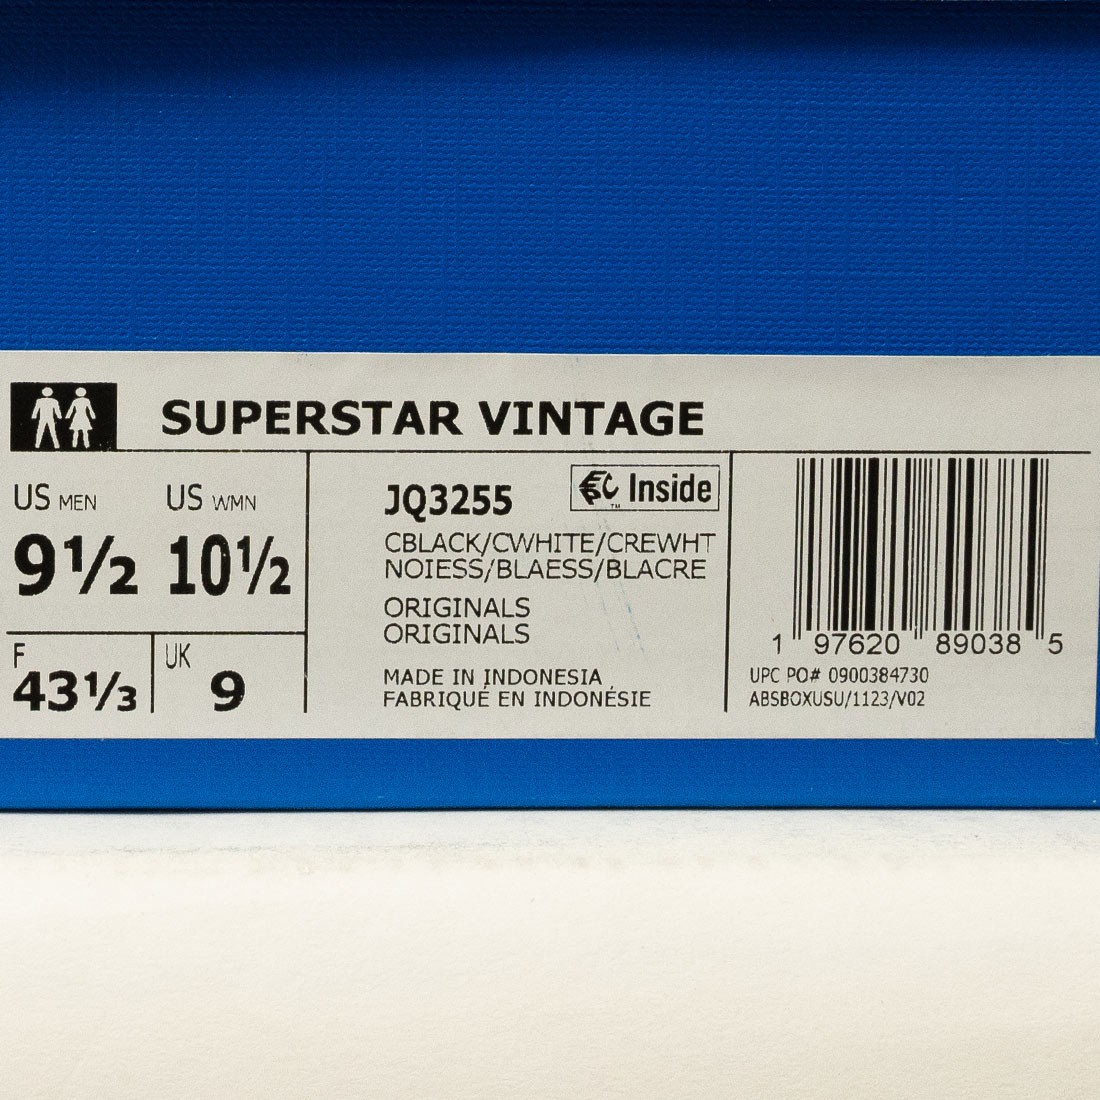 SUPERSTAR VINTAGE
US MEN US WMN
9½ 10½
F UK
43⅓ 9
JQ3255
Inside
™
CBLACK/CWHITE/CREWHT
NOIESS/BLAESS/BLACRE
ORIGINALS
ORIGINALS
MADE IN INDONESIA
FABRIQUÉ EN INDONÉSIE
1 97620 89038 5
UPC PO# 0900384730
ABSBOXUSU/1123/V02